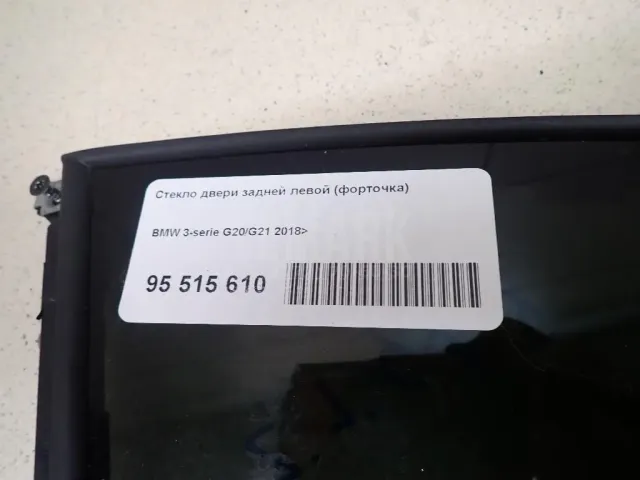 Стекло двери задней левой (форточка)
BMW 3-serie G20/G21 2018>
95 515 610